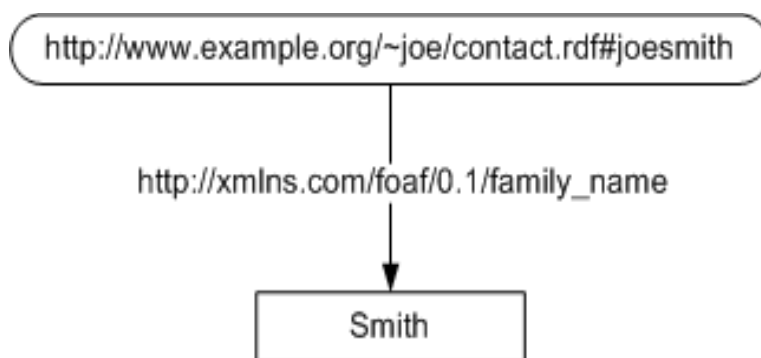 http://www.example.org/~joe/contact.rdf#joesmith
http://xmlns.com/foaf/0.1/family_name
Smith